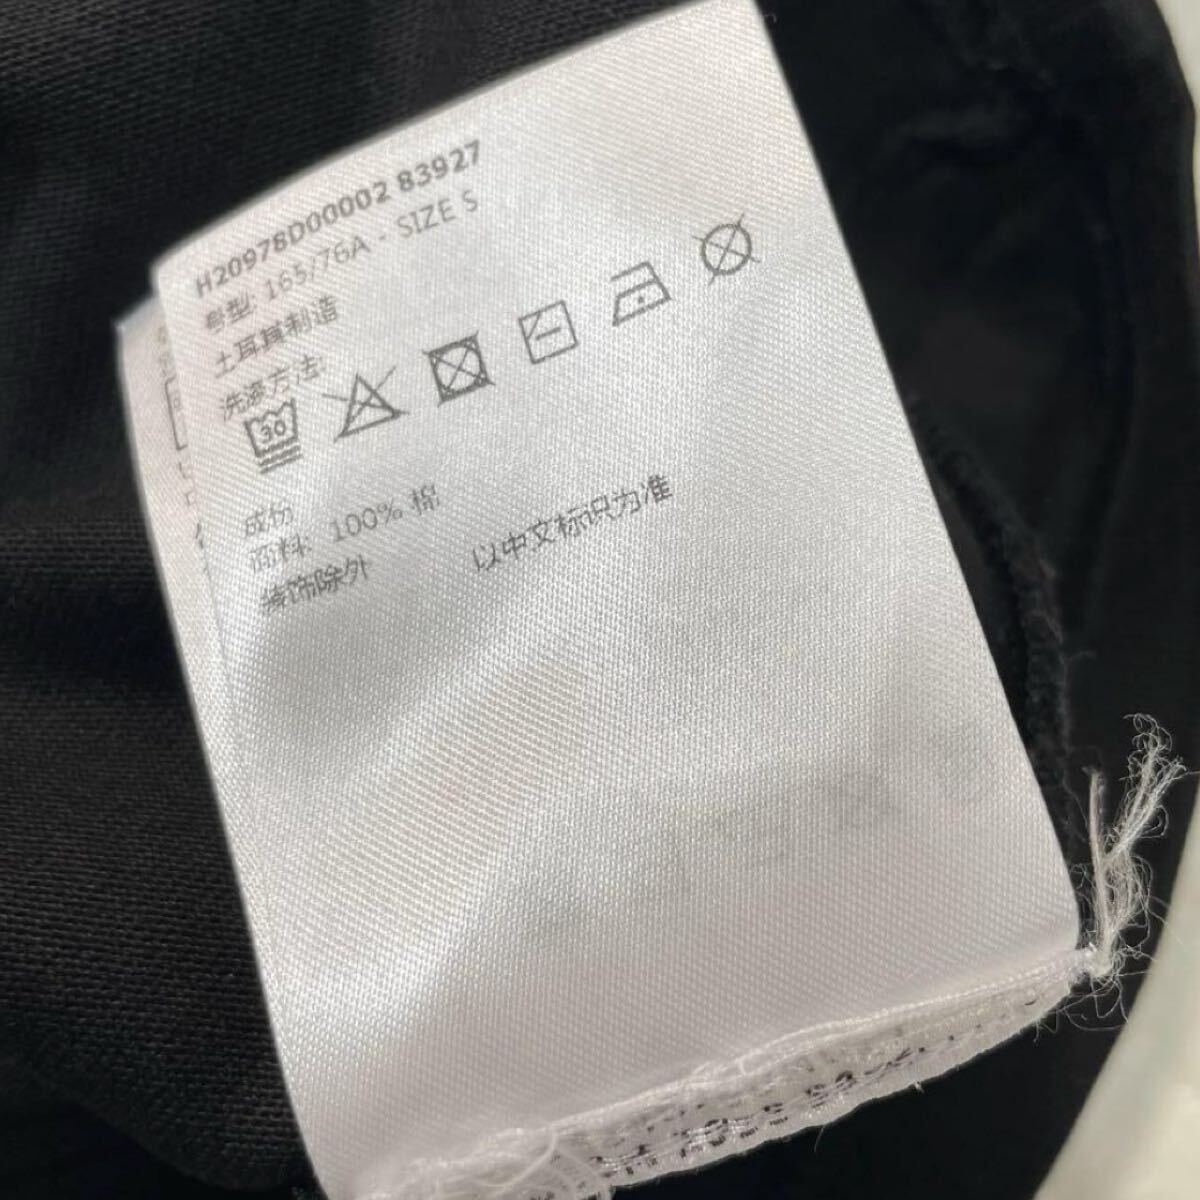 H20978D00002 83927
号型: 165/76A - SIZE S
土耳其制造
洗涤方法:
30
成份
面料: 100% 棉
装饰除外
以中文标识为准